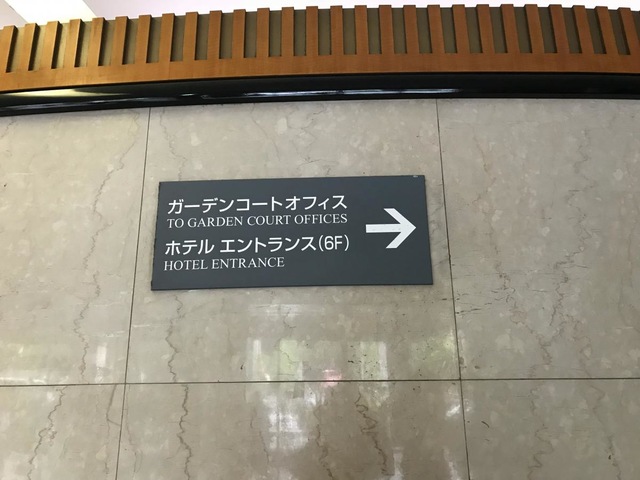 ガーデンコートオフィス
TO GARDEN COURT OFFICES
ホテル エントランス(6F)
HOTEL ENTRANCE